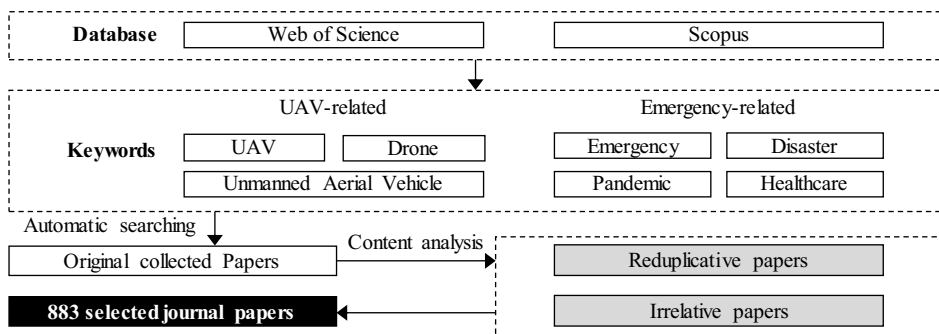 Database
Web of Science
Scopus
UAV-related
Emergency-related
Keywords
UAV
Drone
Emergency
Disaster
Unmanned Aerial Vehicle
Pandemic
Healthcare
Automatic searching
Original collected Papers
Content analysis
Reduplicative papers
883 selected journal papers
Irrelative papers